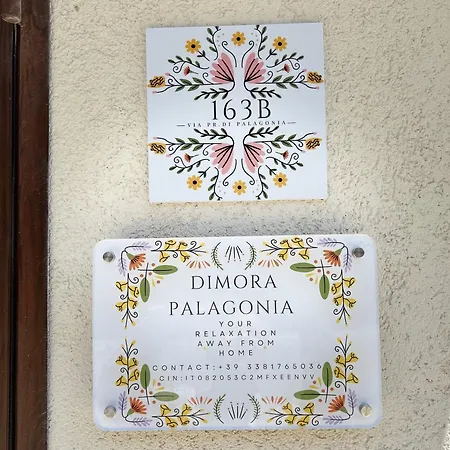 163B
VIA PR. DI PALAGONIA
DIMORA
PALAGONIA
YOUR
RELAXATION
AWAY FROM
HOME
CONTACT:+39 3381765036
CIN:IT082053C2MFXEENVV